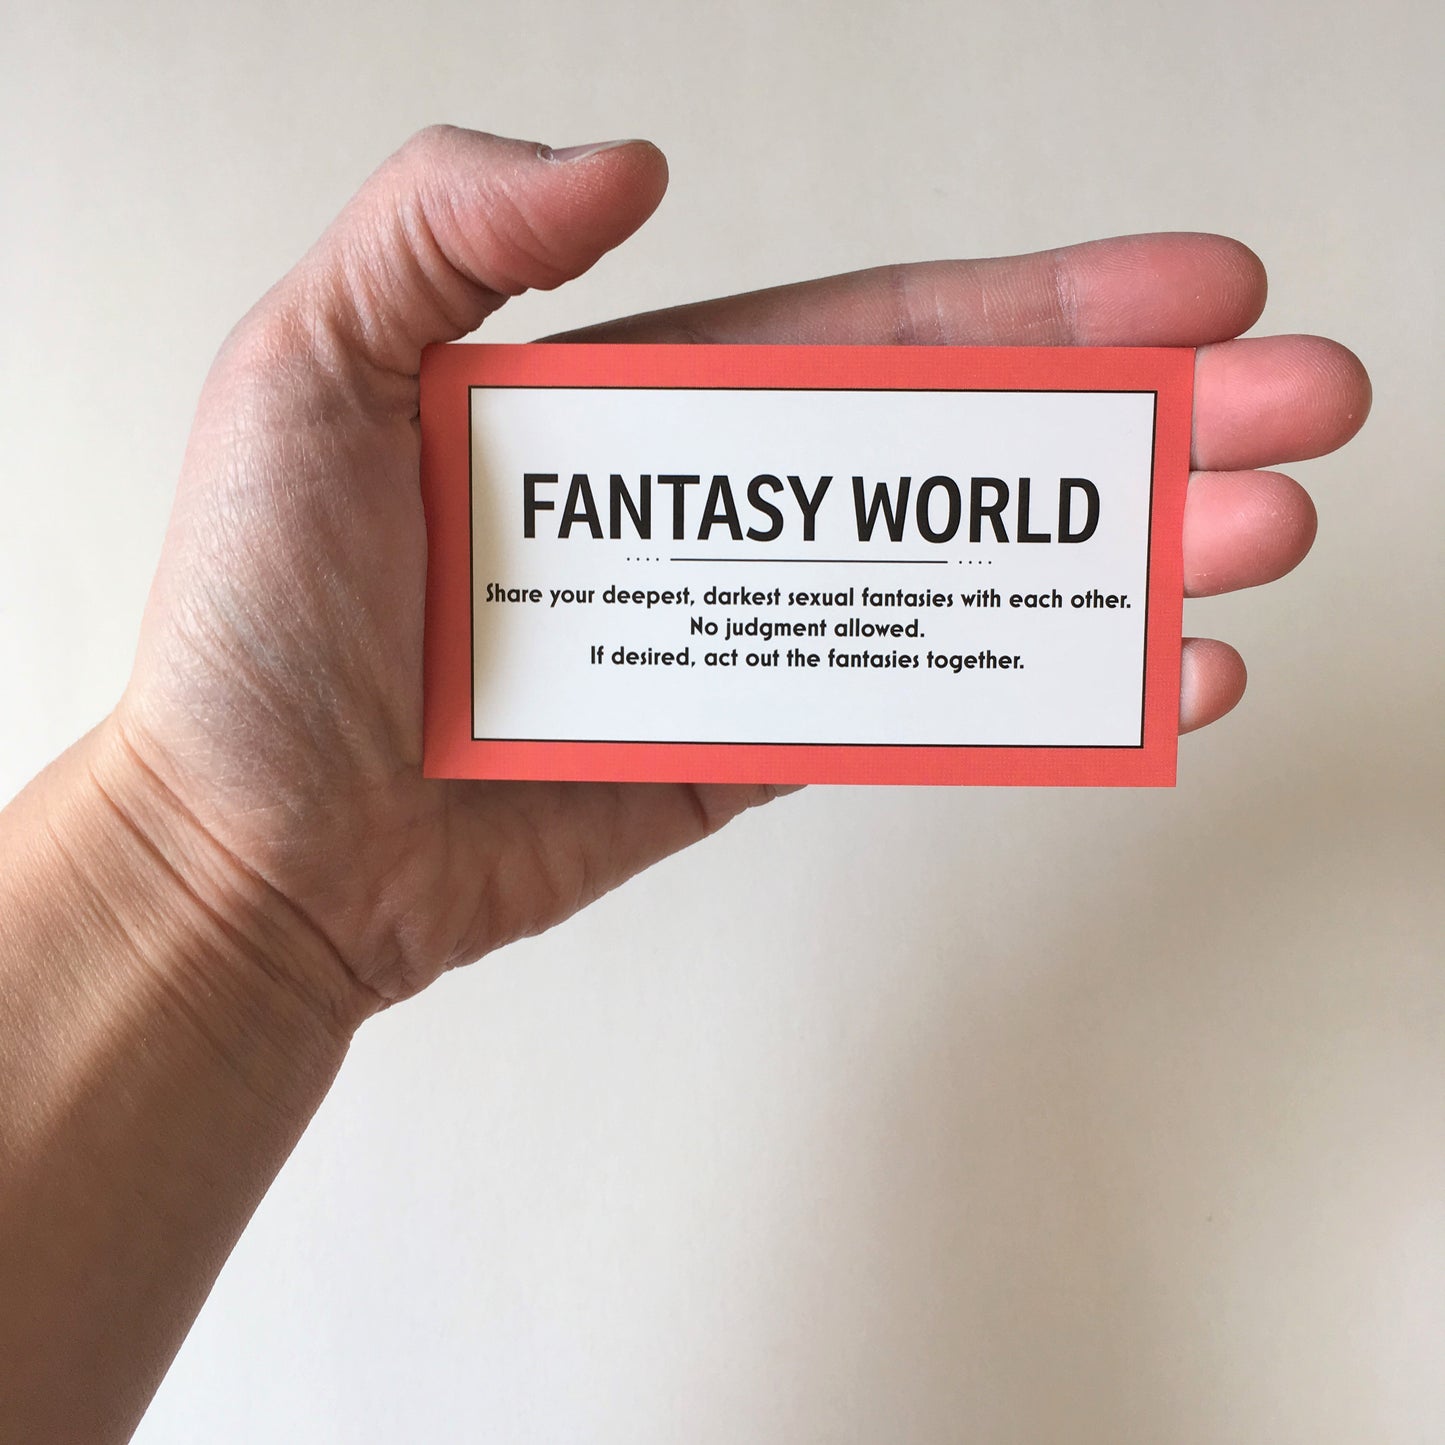 FANTASY WORLD
Share your deepest, darkest sexual fantasies with each other.
No judgment allowed.
If desired, act out the fantasies together.